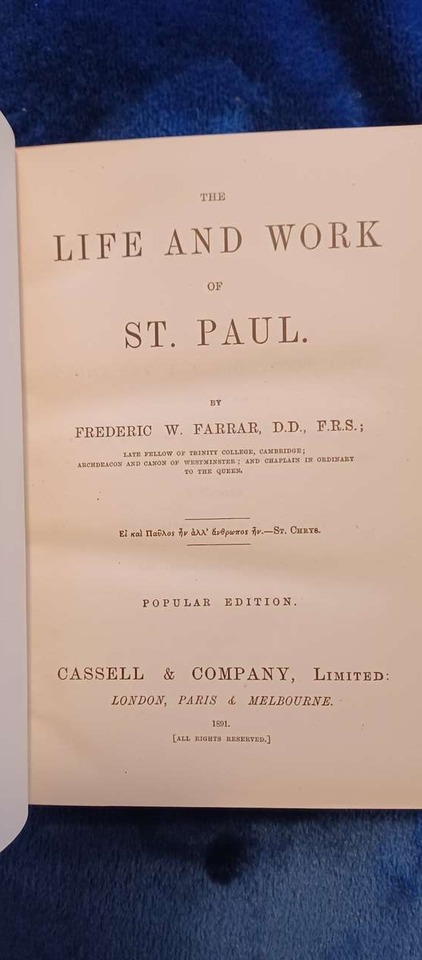 THE
LIFE AND WORK
OF
ST. PAUL.
BY
FREDERIC W. FARRAR, D.D., F.R.S.;
LATE FELLOW OF TRINITY COLLEGE, CAMBRIDGE;
ARCHDEACON AND CANON OF WESTMINSTER; AND CHAPLAIN IN ORDINARY
TO THE QUEEN.
Εἰ καὶ Παῦλος ἦν ἀλλ' ἄνθρωπος ἦν.—ST. CHRYS.
POPULAR EDITION.
CASSELL & COMPANY, LIMITED:
LONDON, PARIS & MELBOURNE.
1891.
[ALL RIGHTS RESERVED.]